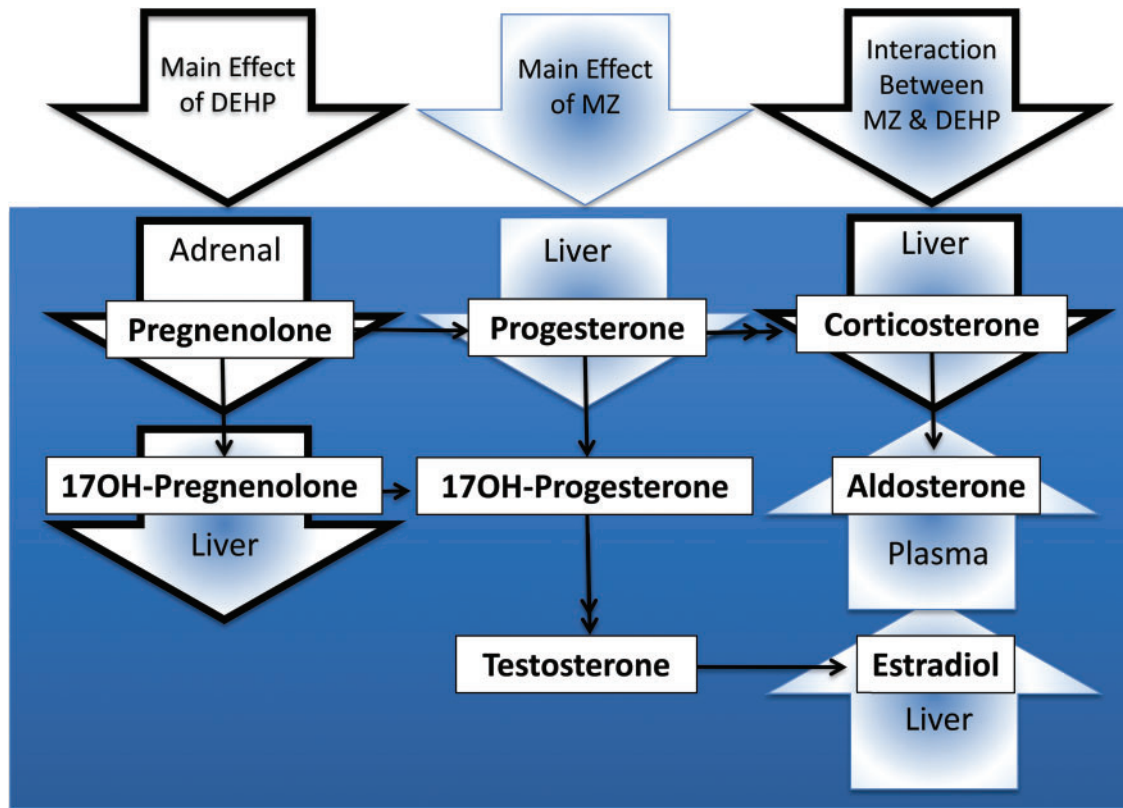 Main Effect
of DEHP
Main Effect
of MZ
Interaction
Between
MZ & DEHP
Adrenal
Liver
Liver
Pregnenolone
Progesterone
Corticosterone
17OH-Pregnenolone
17OH-Progesterone
Aldosterone
Liver
Plasma
Testosterone
Estradiol
Liver